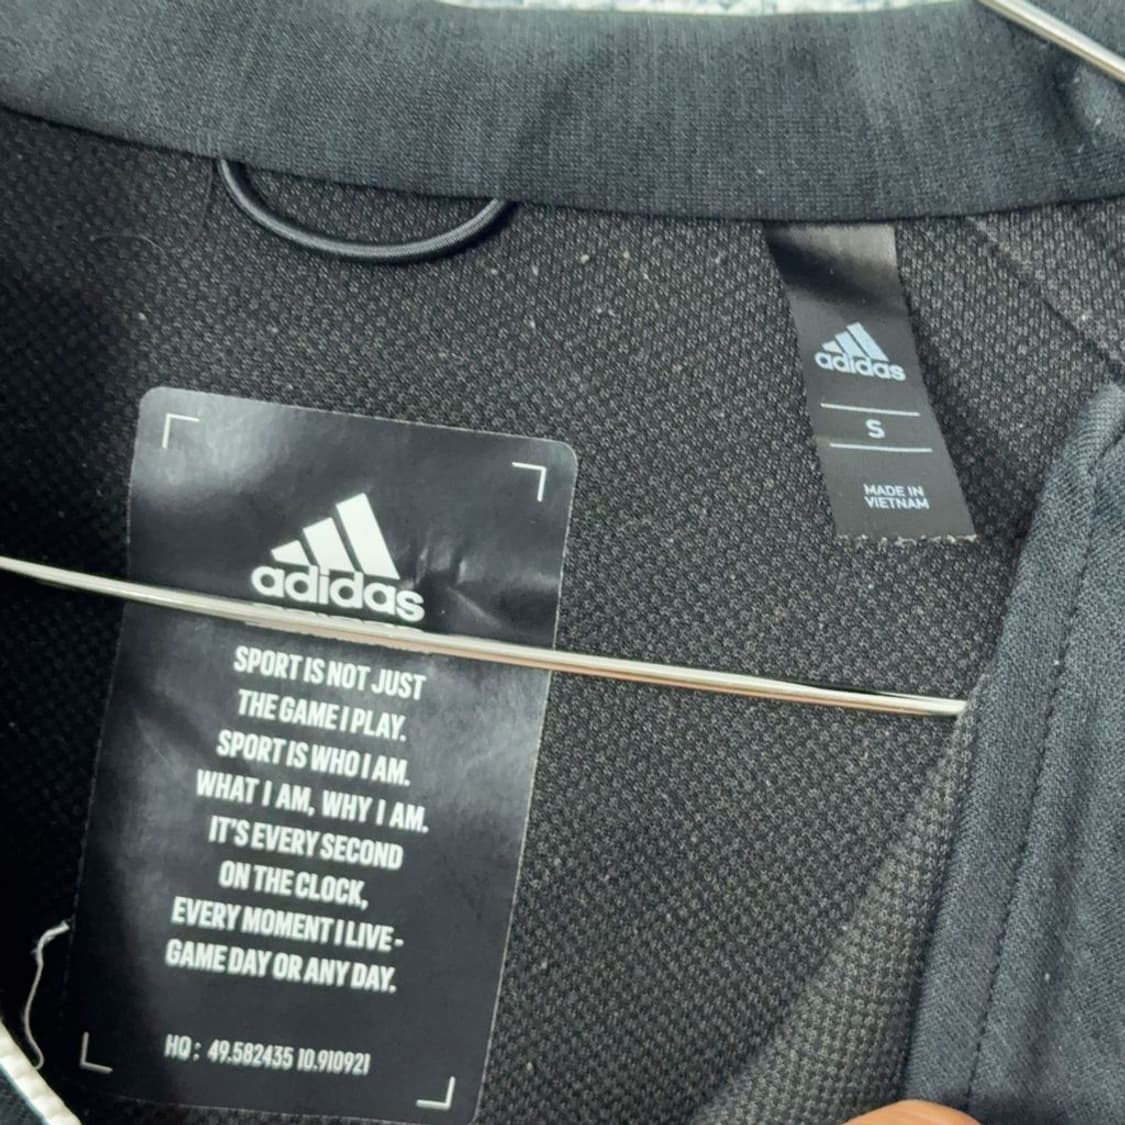 adidas
S
MADE IN
VIETNAM
adidas
SPORT IS NOT JUST
THE GAME I PLAY.
SPORT IS WHO I AM.
WHAT I AM, WHY I AM.
IT'S EVERY SECOND
ON THE CLOCK,
EVERY MOMENT I LIVE-
GAME DAY OR ANY DAY.
HQ: 49.582435 10.910921